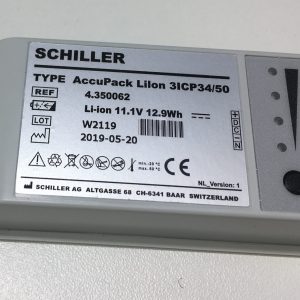 SCHILLER
TYPE AccuPack LiIon 3ICP34/50
REF 4.350062
Li-ion 11.1V 12.9Wh
LOT W2119
2019-05-20
min. -20 °C
max. 60 °C
NL_Version: 1
SCHILLER AG ALTGASSE 68 CH-6341 BAAR SWITZERLAND